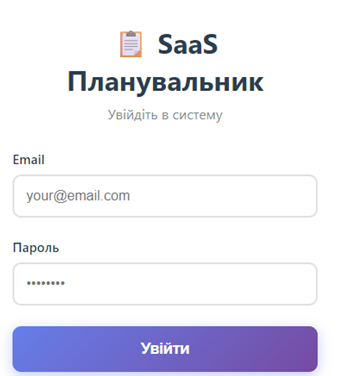 📋 SaaS
Планувальник
Увійдіть в систему
Email
your@email.com
Пароль
••••••••
Увійти